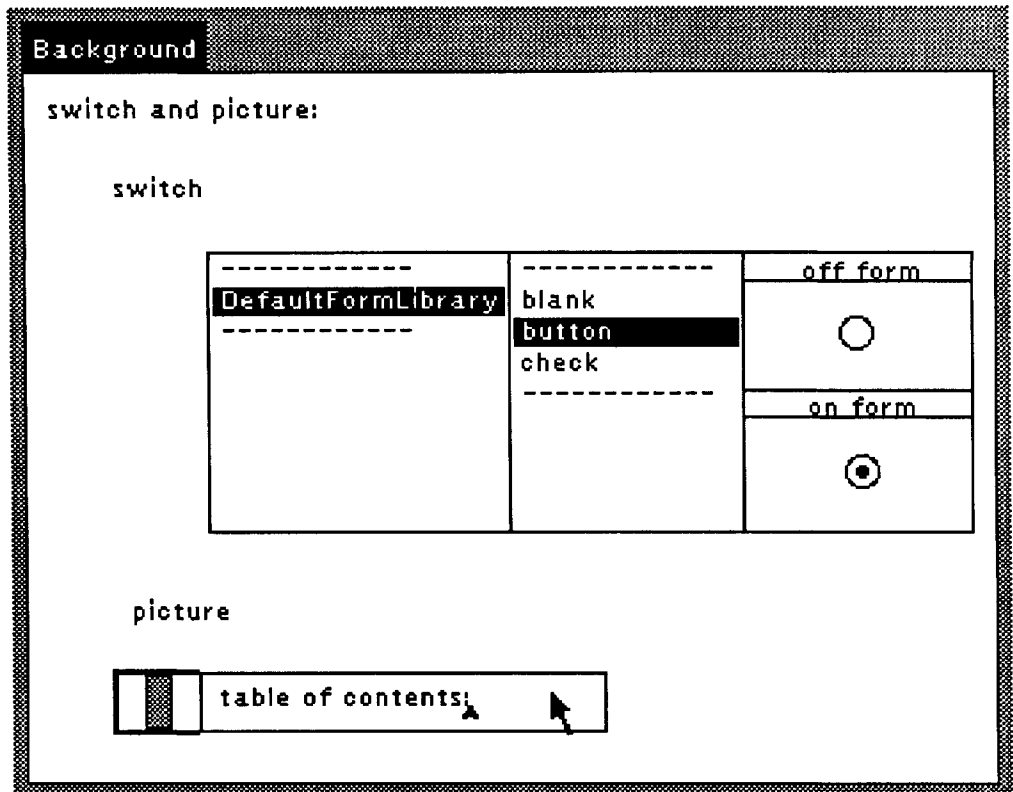 Background
switch and picture:
switch
------------
DefaultFormLibrary
------------
------------
blank
button
check
------------
off form
on form
picture
table of contents: